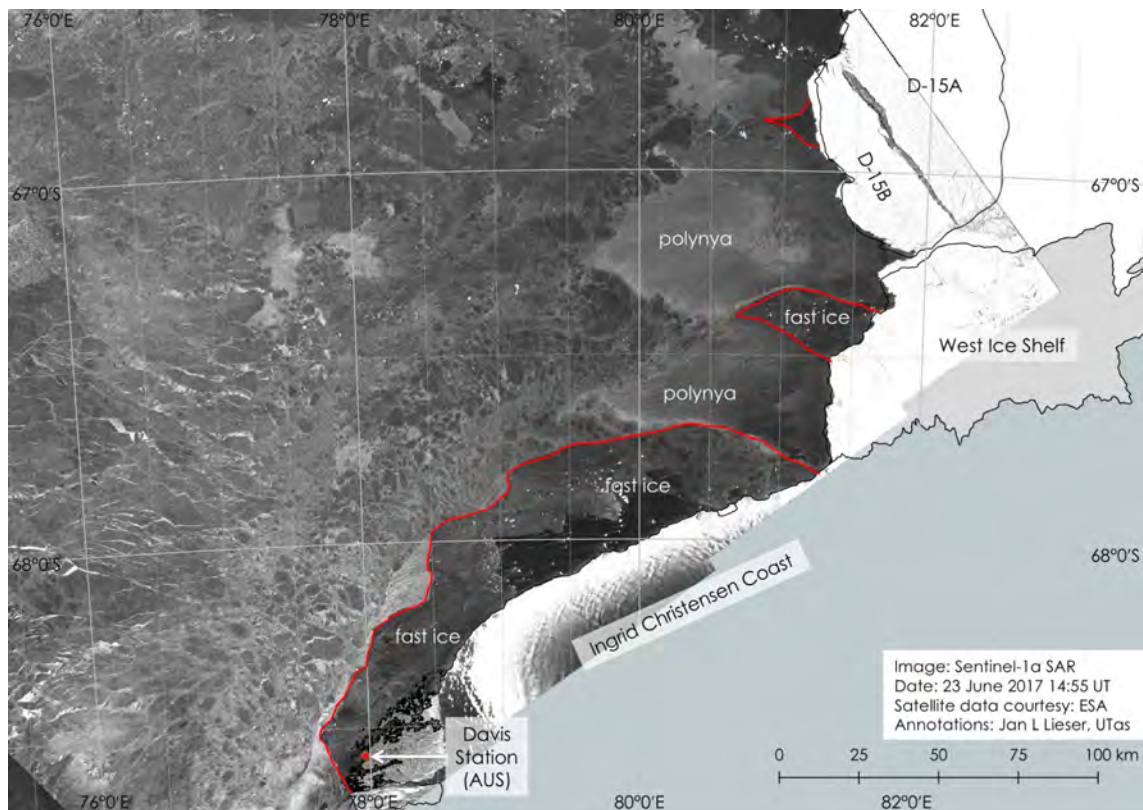 76°0'E
78°0'E
80°0'E
82°0'E
D-15A
D-15B
67°0'S
67°0'S
polynya
fast ice
West Ice Shelf
polynya
fast ice
68°0'S
68°0'S
Ingrid Christensen Coast
fast ice
Davis
Station
(AUS)
Image: Sentinel-1a SAR
Date: 23 June 2017 14:55 UT
Satellite data courtesy: ESA
Annotations: Jan L Lieser, UTas
0 25 50 75 100 km
76°0'E
78°0'E
80°0'E
82°0'E